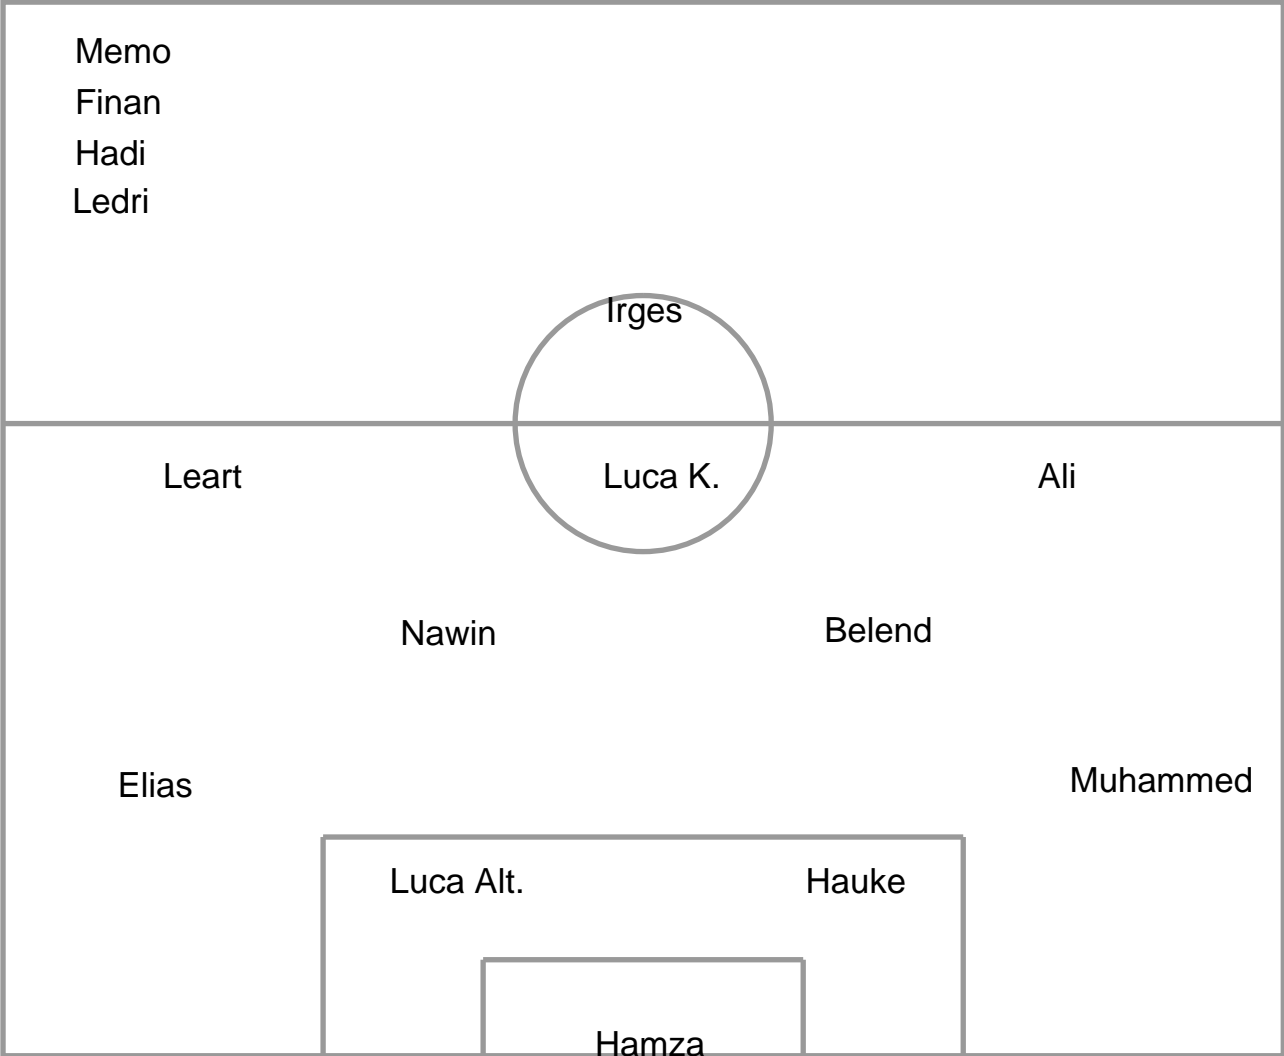 Memo
Finan
Hadi
Ledri
Irges
Leart Luca K. Ali
Nawin Belend
Elias Muhammed
Luca Alt. Hauke
Hamza